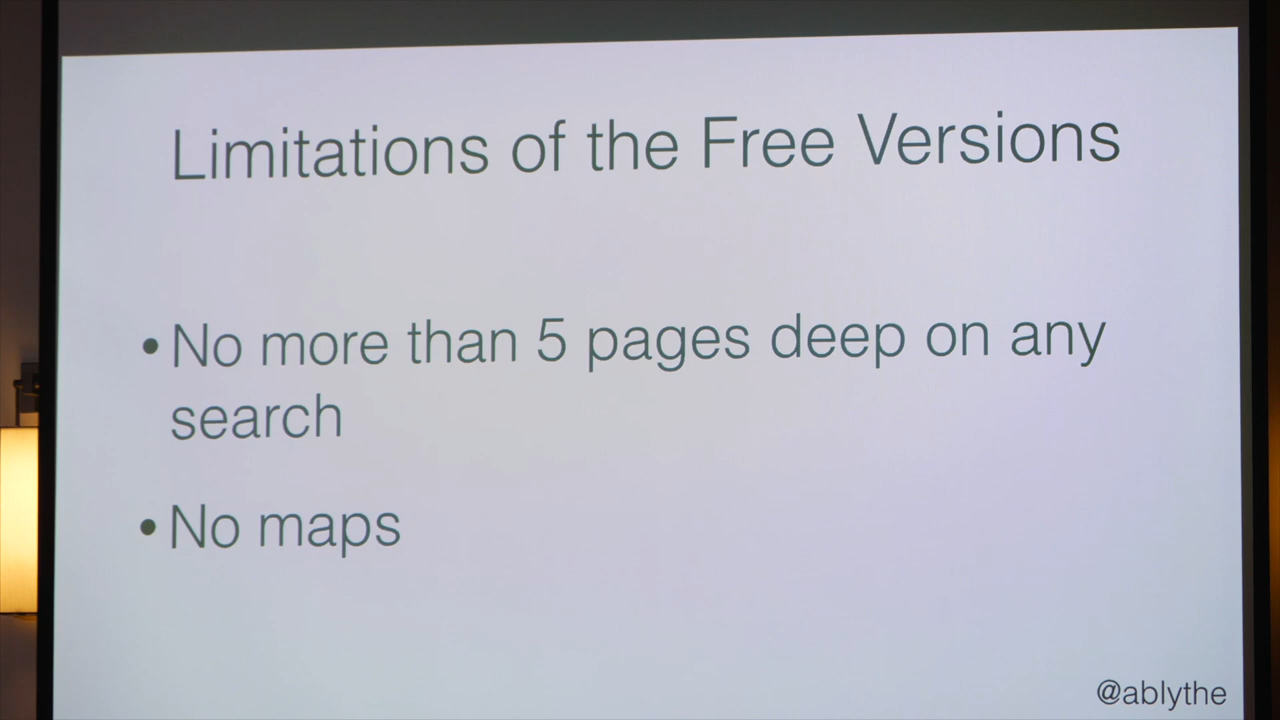 Limitations of the Free Versions
• No more than 5 pages deep on any
search
• No maps
@ablythe